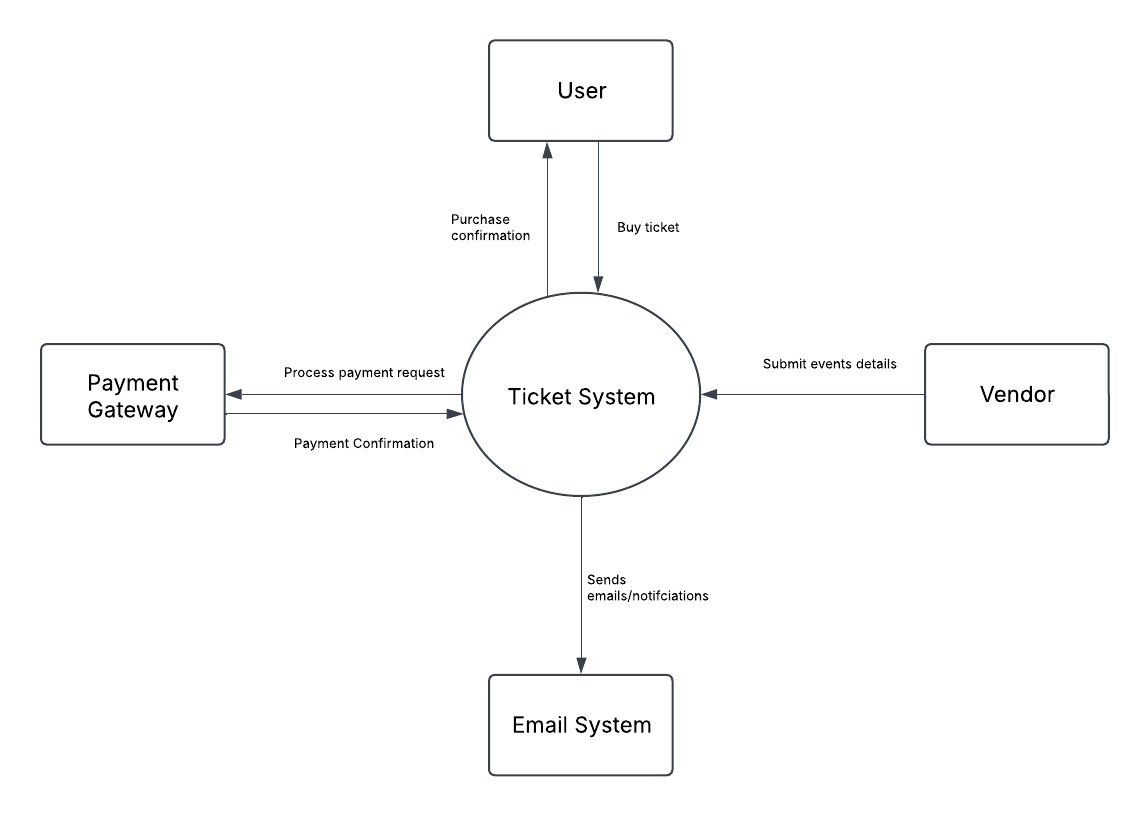 User
Purchase
confirmation
Buy ticket
Process payment request
Submit events details
Payment
Gateway
Ticket System
Vendor
Payment Confirmation
Sends
emails/notifciations
Email System